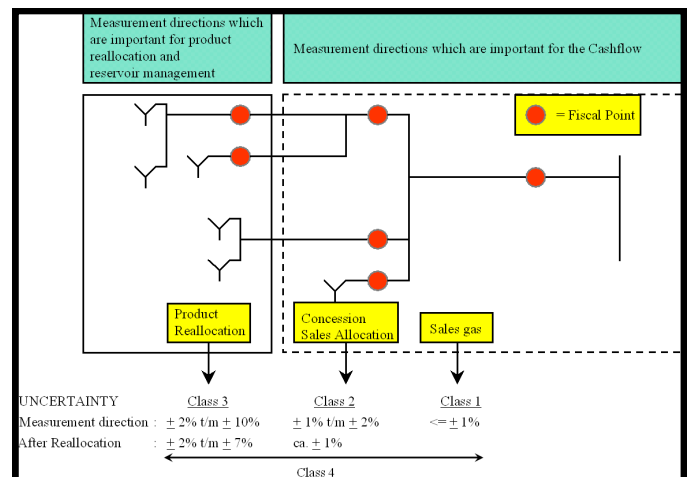 Measurement directions which
are important for product
reallocation and
reservoir management
Measurement directions which are important for the Cashflow
= Fiscal Point
Product
Reallocation
Concession
Sales Allocation
Sales gas
UNCERTAINTY Class 3 Class 2 Class 1
Measurement direction : ± 2% t/m ± 10% ± 1% t/m ± 2% <= ± 1%
After Reallocation : ± 2% t/m ± 7% ca. ± 1%
Class 4